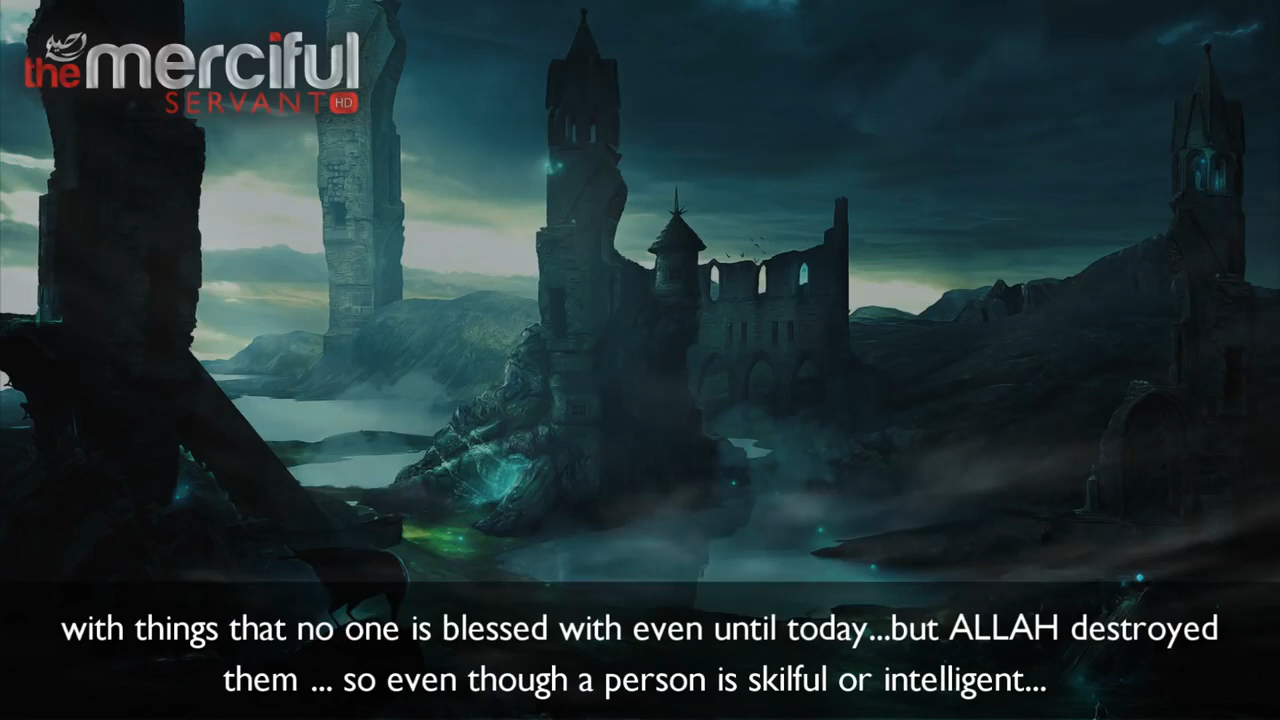 the merciful
SERVANT HD
with things that no one is blessed with even until today...but ALLAH destroyed
them ... so even though a person is skilful or intelligent...